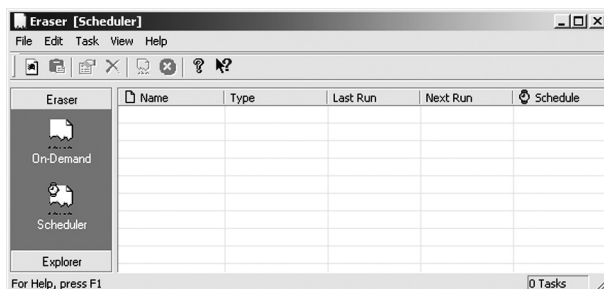 Eraser [Scheduler]
File Edit Task View Help
Eraser
Name Type Last Run Next Run Schedule
On-Demand
Scheduler
Explorer
For Help, press F1
0 Tasks